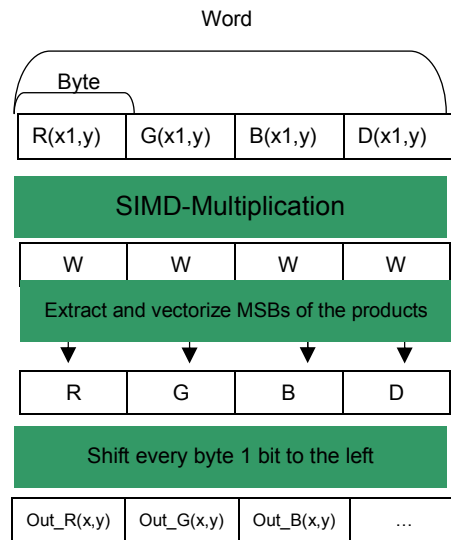 Word
Byte
R(x1,y) G(x1,y) B(x1,y) D(x1,y)
SIMD-Multiplication
W W W W
Extract and vectorize MSBs of the products
R G B D
Shift every byte 1 bit to the left
Out_R(x,y) Out_G(x,y) Out_B(x,y) …